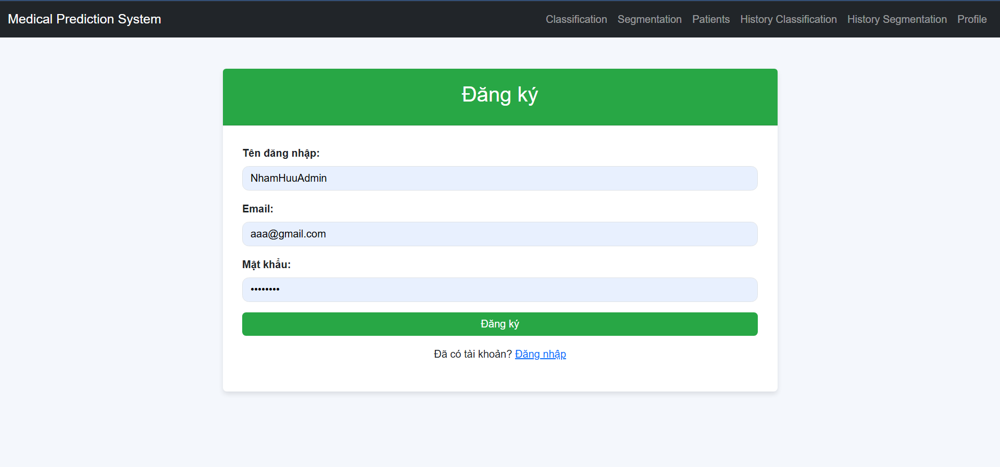 Medical Prediction System Classification Segmentation Patients History Classification History Segmentation Profile
Đăng ký
Tên đăng nhập:
NhamHuuAdmin
Email:
aaa@gmail.com
Mật khẩu:
••••••••
Đăng ký
Đã có tài khoản? Đăng nhập